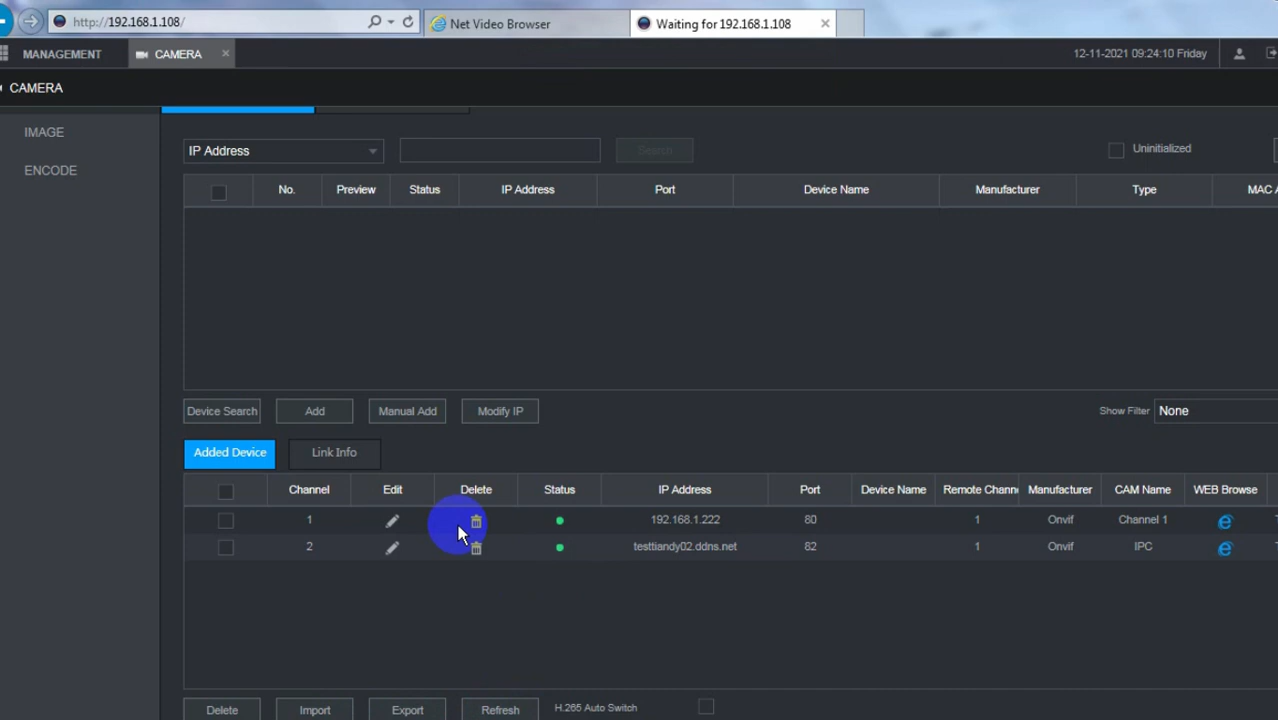 http://192.168.1.108/
Net Video Browser
Waiting for 192.168.1.108
MANAGEMENT
CAMERA
12-11-2021 09:24:10 Friday
CAMERA
IMAGE
ENCODE
IP Address
Search
Uninitialized
No. Preview Status IP Address Port Device Name Manufacturer Type MAC A
Device Search Add Manual Add Modify IP
Show Filter None
Added Device Link Info
Channel Edit Delete Status IP Address Port Device Name Remote Chann Manufacturer CAM Name WEB Browse
1 192.168.1.222 80 1 Onvif Channel 1
2 testtiandy02.ddns.net 82 1 Onvif IPC
Delete Import Export Refresh H.265 Auto Switch